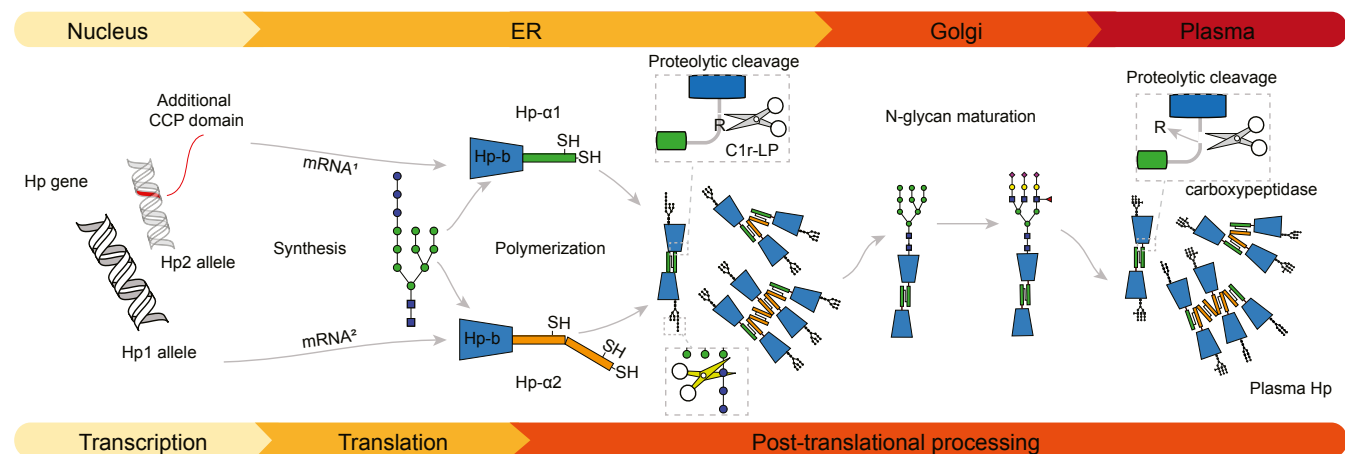 Nucleus
ER
Golgi
Plasma
Additional
CCP domain
Hp gene
Hp2 allele
Hp1 allele
mRNA¹
mRNA²
Synthesis
Hp-α1
SH
SH
Hp-b
Polymerization
Hp-b
SH
SH
SH
Hp-α2
Proteolytic cleavage
R
C1r-LP
N-glycan maturation
Proteolytic cleavage
R
carboxypeptidase
Plasma Hp
Transcription
Translation
Post-translational processing